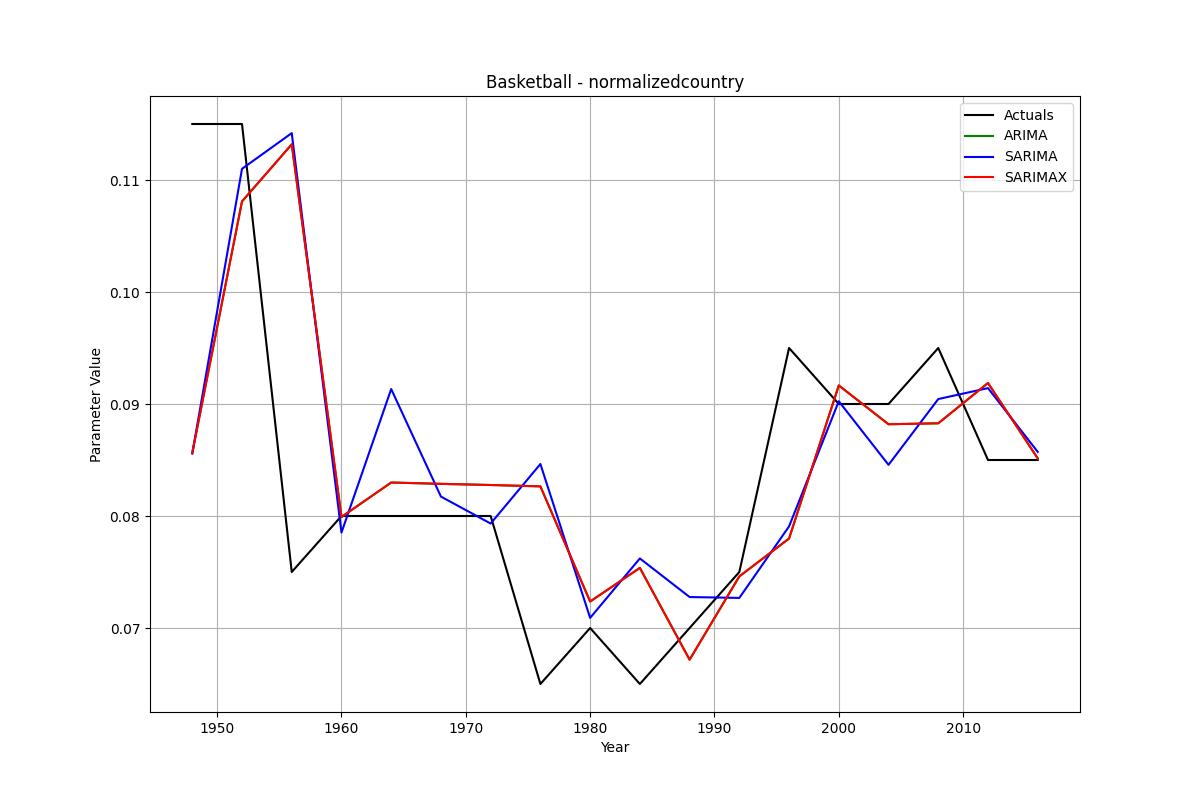 Basketball - normalizedcountry
Actuals
ARIMA
SARIMA
SARIMAX
0.11
0.10
0.09
0.08
0.07
Parameter Value
1950 1960 1970 1980 1990 2000 2010
Year